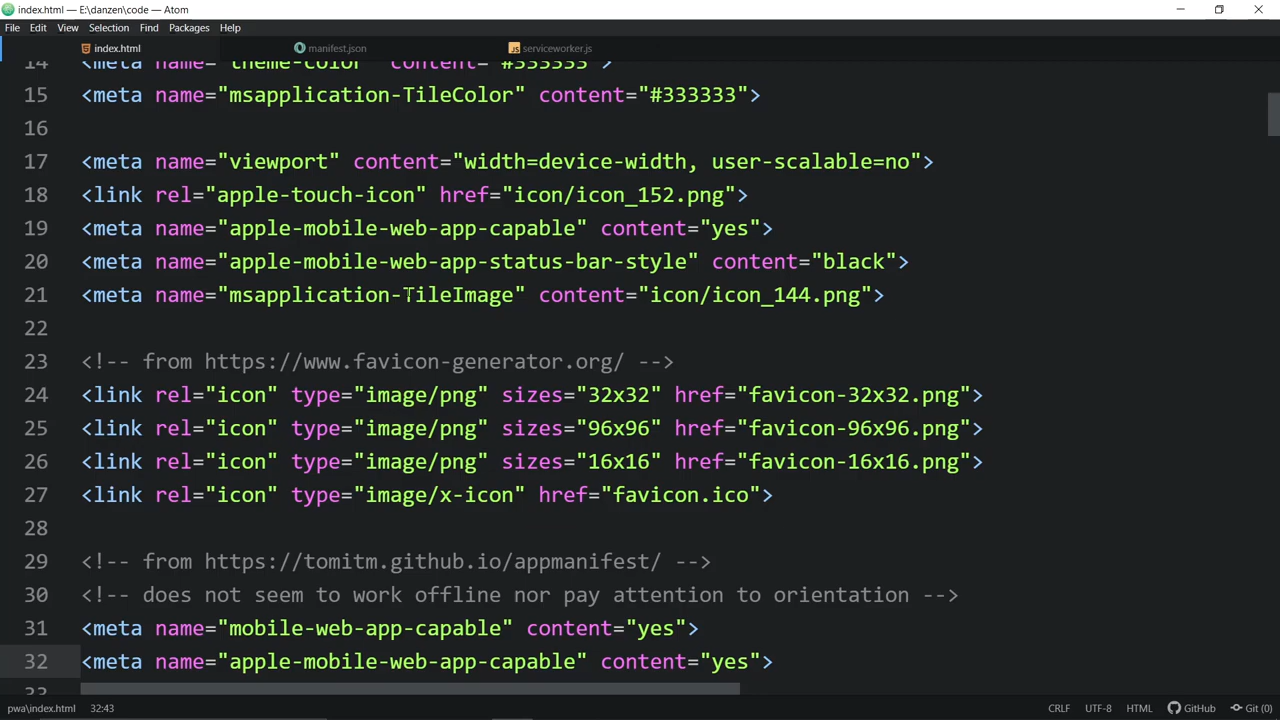 index.html — E:\danzen\code — Atom
File Edit View Selection Find Packages Help
index.html manifest.json serviceworker.js
14 <meta name="theme-color" content="#333333">
15 <meta name="msapplication-TileColor" content="#333333">
16
17 <meta name="viewport" content="width=device-width, user-scalable=no">
18 <link rel="apple-touch-icon" href="icon/icon_152.png">
19 <meta name="apple-mobile-web-app-capable" content="yes">
20 <meta name="apple-mobile-web-app-status-bar-style" content="black">
21 <meta name="msapplication-TileImage" content="icon/icon_144.png">
22
23 <!-- from https://www.favicon-generator.org/ -->
24 <link rel="icon" type="image/png" sizes="32x32" href="favicon-32x32.png">
25 <link rel="icon" type="image/png" sizes="96x96" href="favicon-96x96.png">
26 <link rel="icon" type="image/png" sizes="16x16" href="favicon-16x16.png">
27 <link rel="icon" type="image/x-icon" href="favicon.ico">
28
29 <!-- from https://tomitm.github.io/appmanifest/ -->
30 <!-- does not seem to work offline nor pay attention to orientation -->
31 <meta name="mobile-web-app-capable" content="yes">
32 <meta name="apple-mobile-web-app-capable" content="yes">
33
pwa\index.html 32:43 CRLF UTF-8 HTML GitHub Git (0)